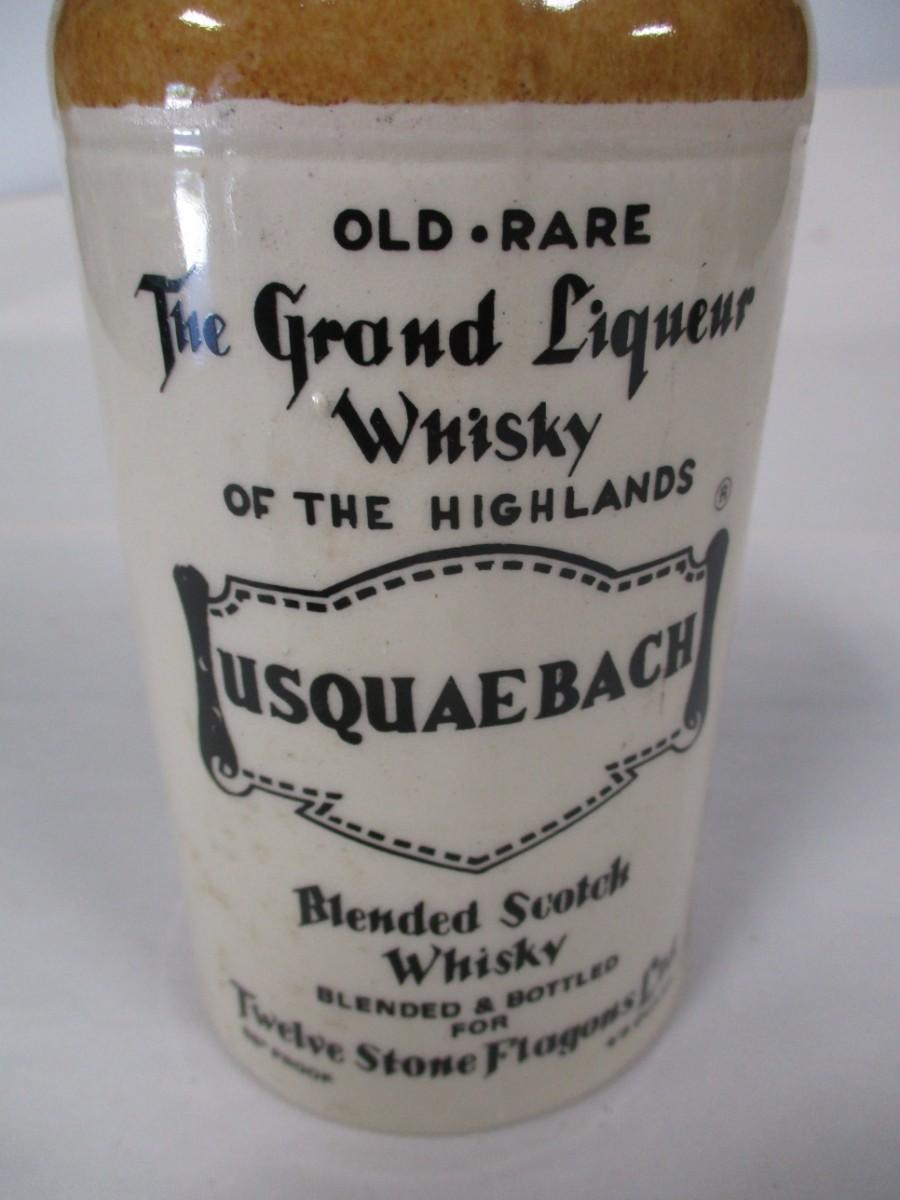 OLD • RARE
The Grand Liqueur
Whisky
OF THE HIGHLANDS ®
USQUAEBACH
Blended Scotch
Whisky
BLENDED & BOTTLED
FOR
Twelve Stone Flagons Ltd.
PROOF